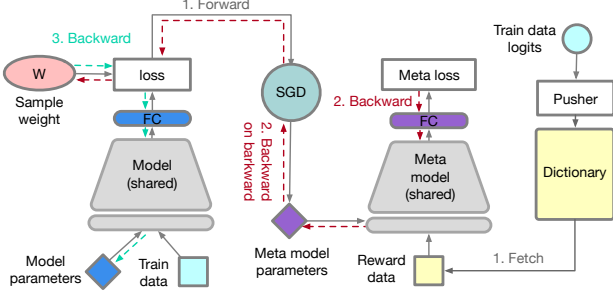 1. Forward
3. Backward
W
Sample
weight
loss
FC
Model
(shared)
Model
parameters
Train
data
SGD
2. Backward
on barkward
Meta model
parameters
Meta loss
2. Backward
FC
Meta
model
(shared)
Reward
data
1. Fetch
Train data
logits
Pusher
Dictionary